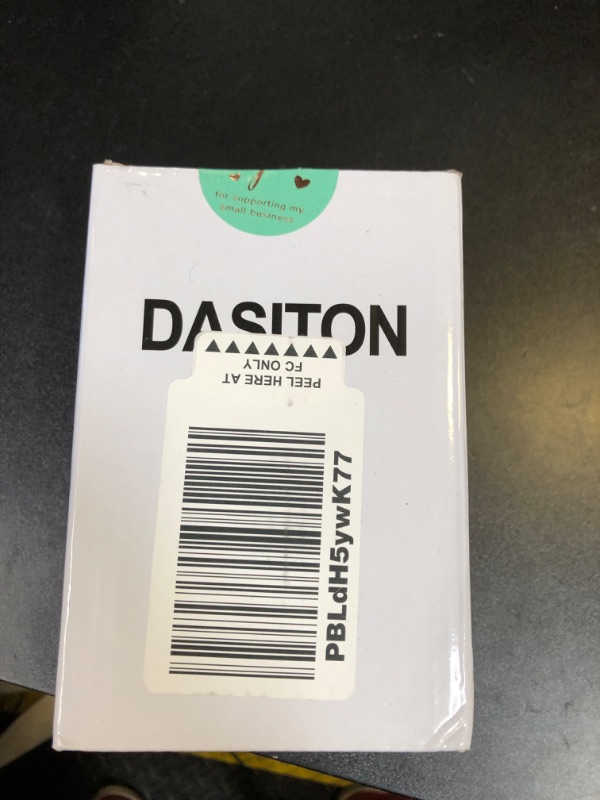 for supporting my
small business
DASITON
PEEL HERE AT
FC ONLY
PBLdH5ywK77